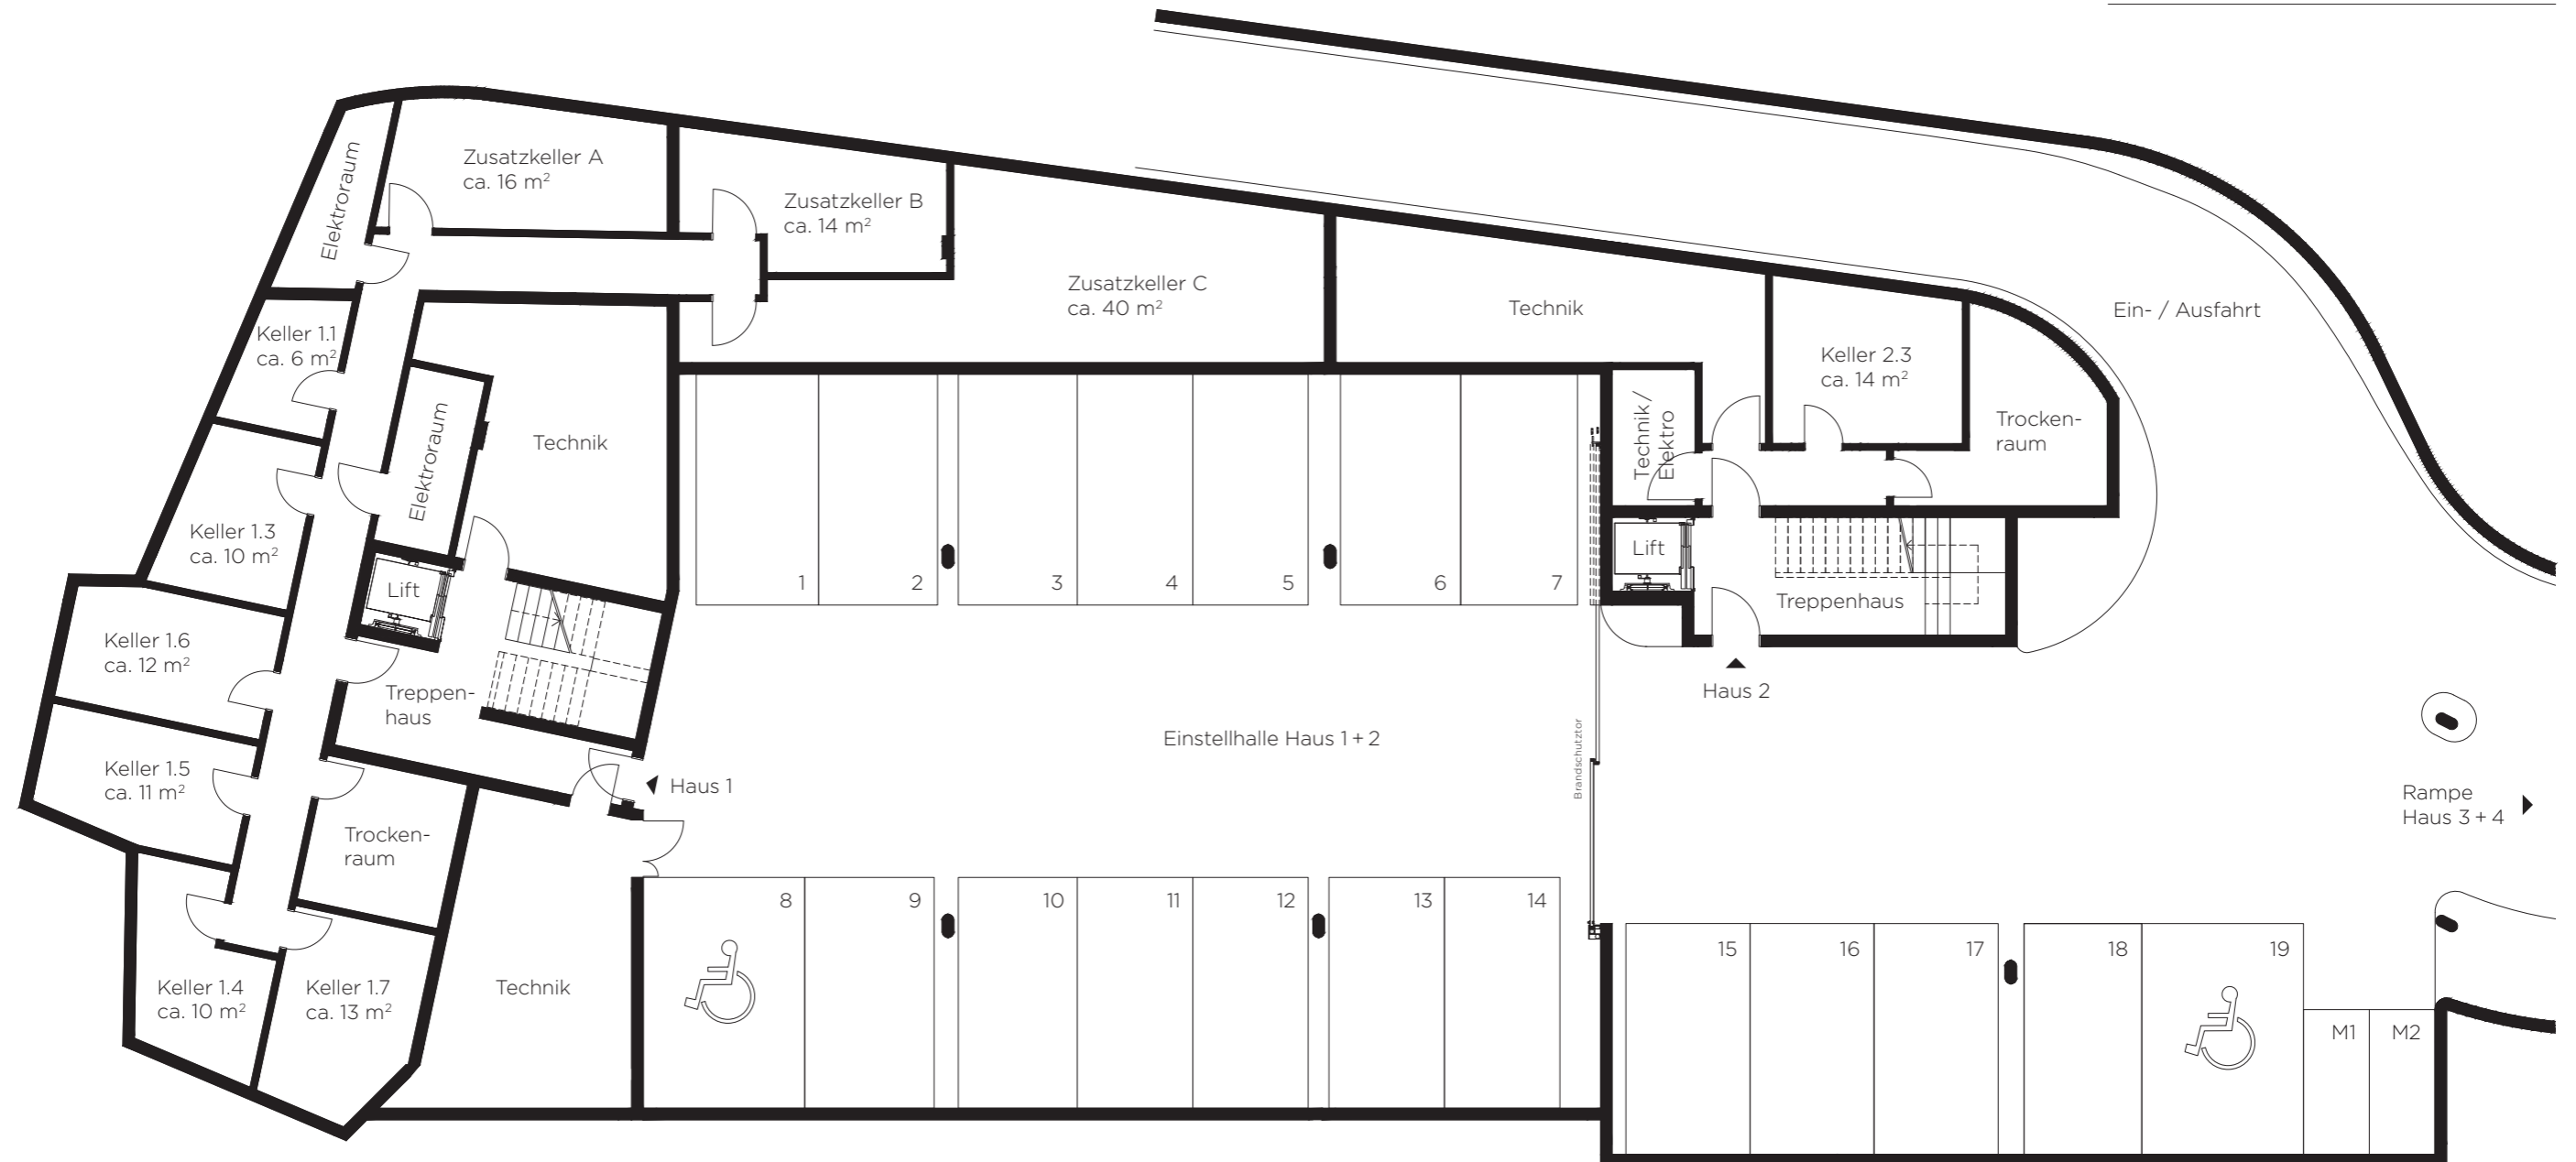 Elektroraum
Zusatzkeller A
ca. 16 m²
Zusatzkeller B
ca. 14 m²
Zusatzkeller C
ca. 40 m²
Technik
Ein- / Ausfahrt
Keller 1.1
ca. 6 m²
Keller 2.3
ca. 14 m²
Technik /
Elektro
Trocken-
raum
Elektroraum
Technik
Keller 1.3
ca. 10 m²
Lift
1
2
3
4
5
6
7
Lift
Treppenhaus
Keller 1.6
ca. 12 m²
Treppen-
haus
Haus 2
Einstellhalle Haus 1 + 2
Brandschutztor
Keller 1.5
ca. 11 m²
Haus 1
Rampe
Haus 3 + 4
Trocken-
raum
8
9
10
11
12
13
14
15
16
17
18
19
Keller 1.4
ca. 10 m²
Keller 1.7
ca. 13 m²
Technik
M1
M2